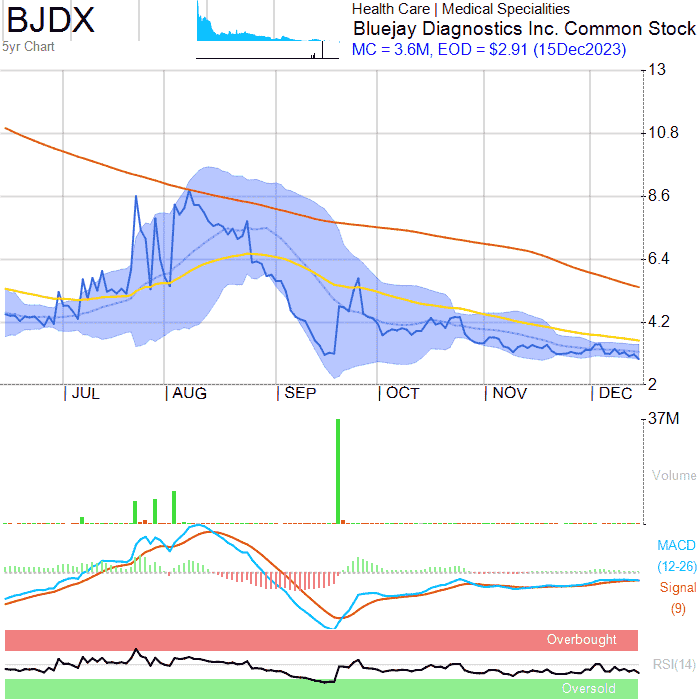 BJDX
5yr Chart
Health Care | Medical Specialities
Bluejay Diagnostics Inc. Common Stock
MC = 3.6M, EOD = $2.91 (15Dec2023)
13
10.8
8.6
6.4
4.2
2
JUL AUG SEP OCT NOV DEC
37M
Volume
MACD
(12-26)
Signal
(9)
Overbought
RSI(14)
Oversold